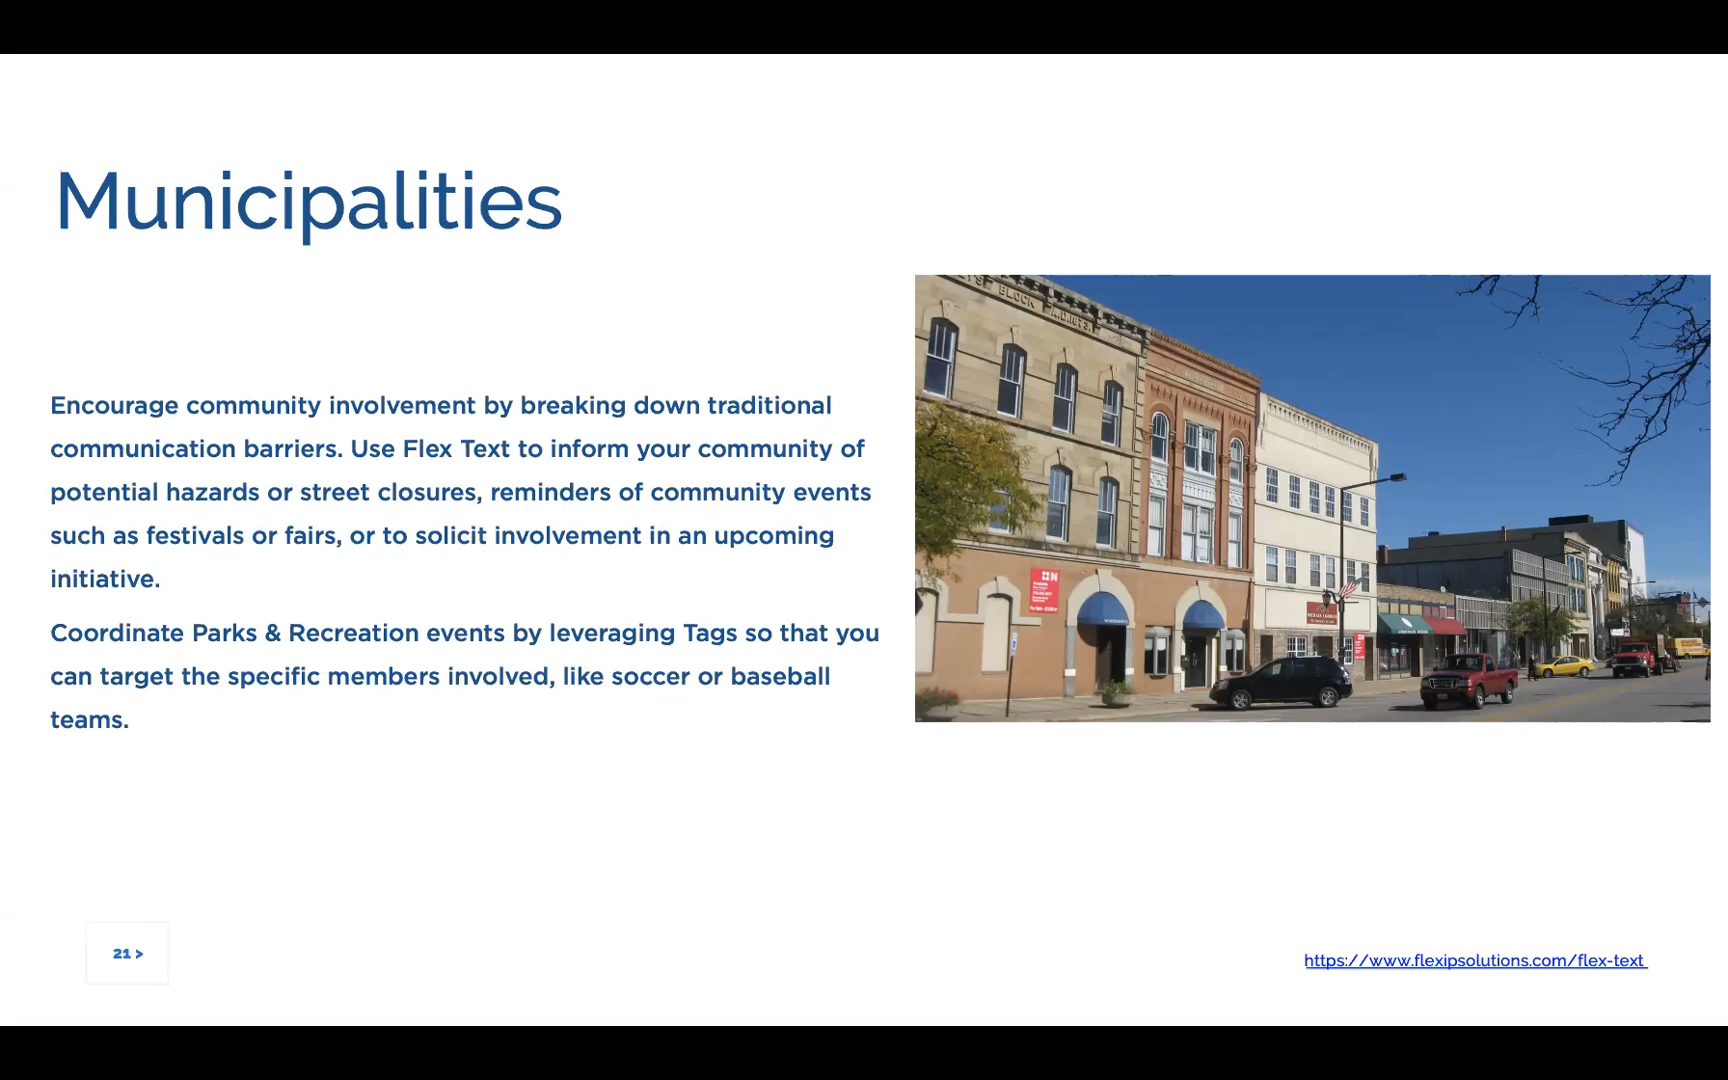 Municipalities
Encourage community involvement by breaking down traditional
communication barriers. Use Flex Text to inform your community of
potential hazards or street closures, reminders of community events
such as festivals or fairs, or to solicit involvement in an upcoming
initiative.
Coordinate Parks & Recreation events by leveraging Tags so that you
can target the specific members involved, like soccer or baseball
teams.
BLOCK
A.D. 1873.
21 >
https://www.flexipsolutions.com/flex-text